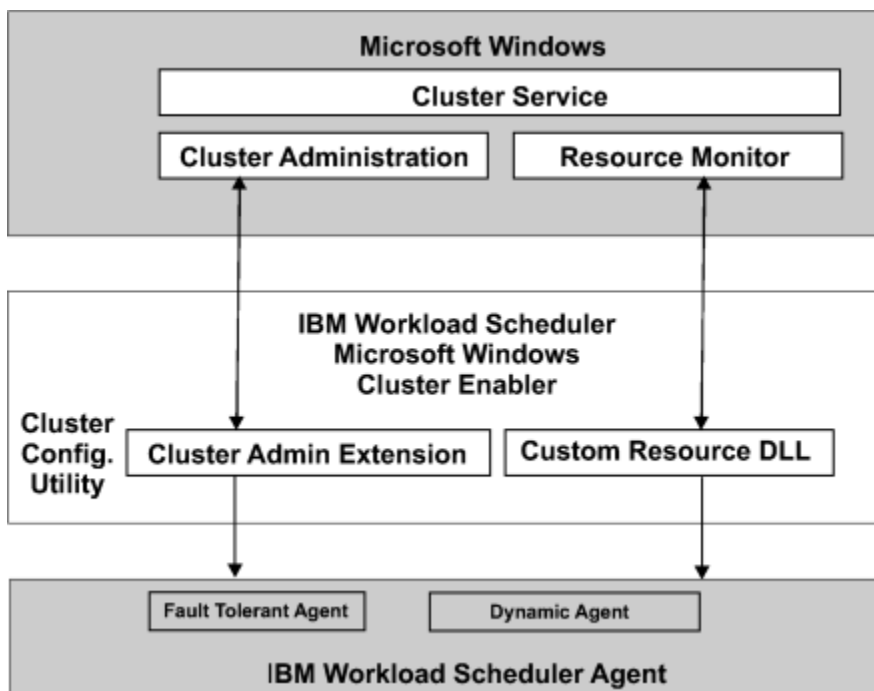 Microsoft Windows
Cluster Service
Cluster Administration
Resource Monitor
IBM Workload Scheduler
Microsoft Windows
Cluster Enabler
Cluster
Config.
Utility
Cluster Admin Extension
Custom Resource DLL
Fault Tolerant Agent
Dynamic Agent
IBM Workload Scheduler Agent